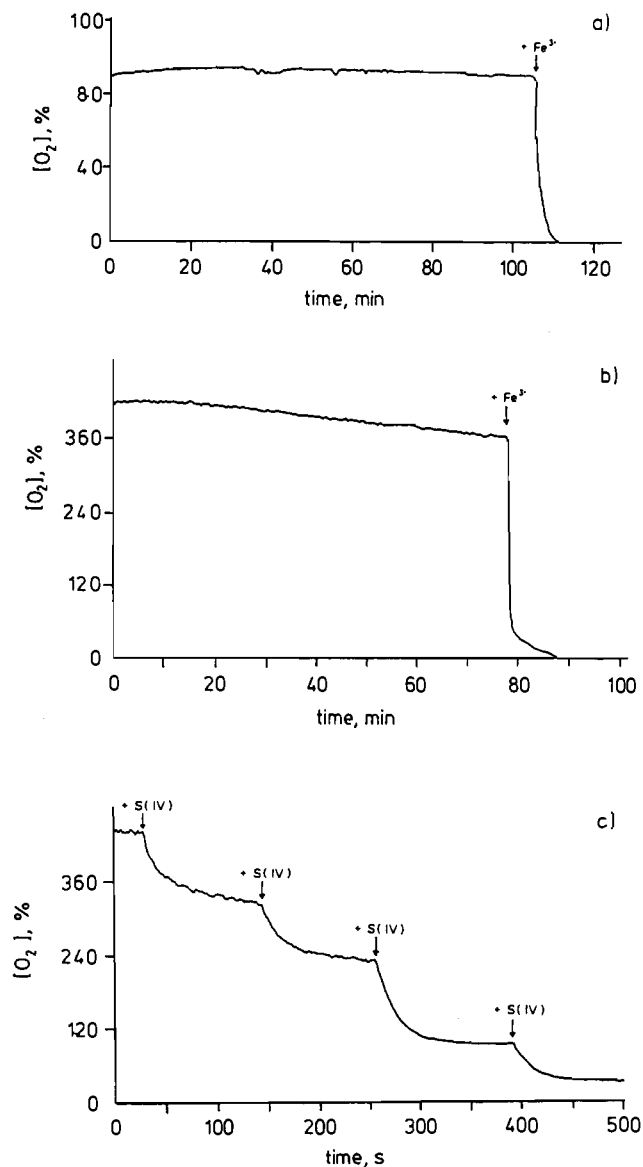 a)
+ Fe³⁺
[O₂], %
100
80
40
0
0 20 40 60 80 100 120
time, min
b)
+ Fe³⁺
[O₂], %
360
240
120
0
0 20 40 60 80 100
time, min
c)
+ S(IV)
+ S(IV)
+ S(IV)
+ S(IV)
[O₂], %
360
240
120
0
0 100 200 300 400 500
time, s